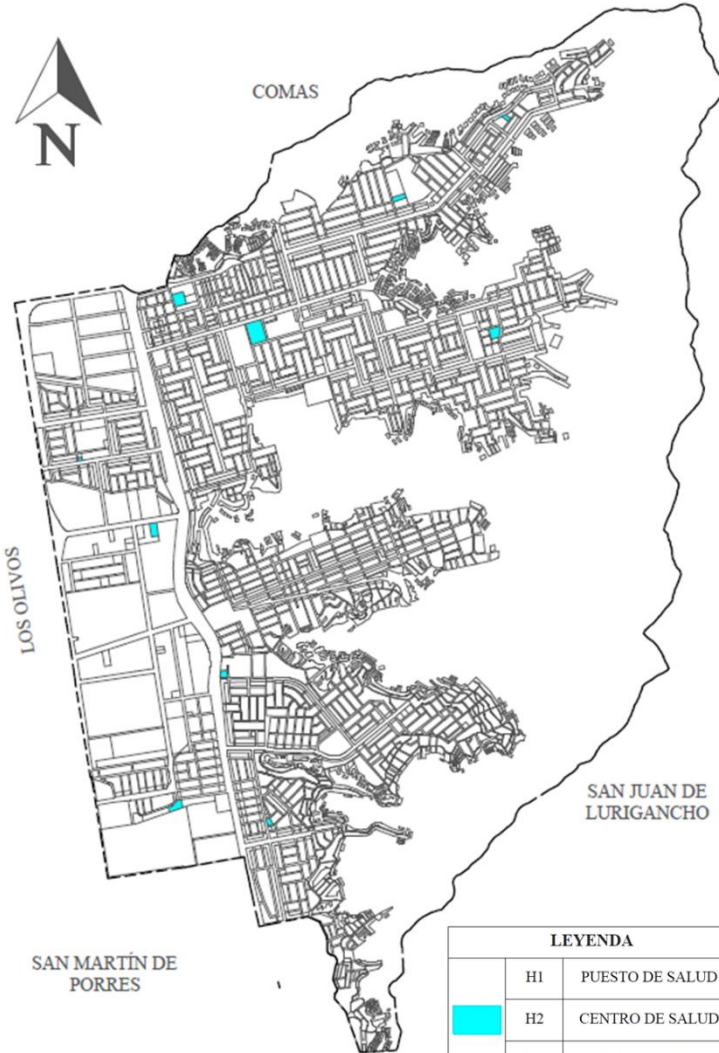 COMAS
N
LOS OLIVOS
SAN JUAN DE
LURIGANCHO
SAN MARTÍN DE
PORRES
LEYENDA
H1 PUESTO DE SALUD
H2 CENTRO DE SALUD